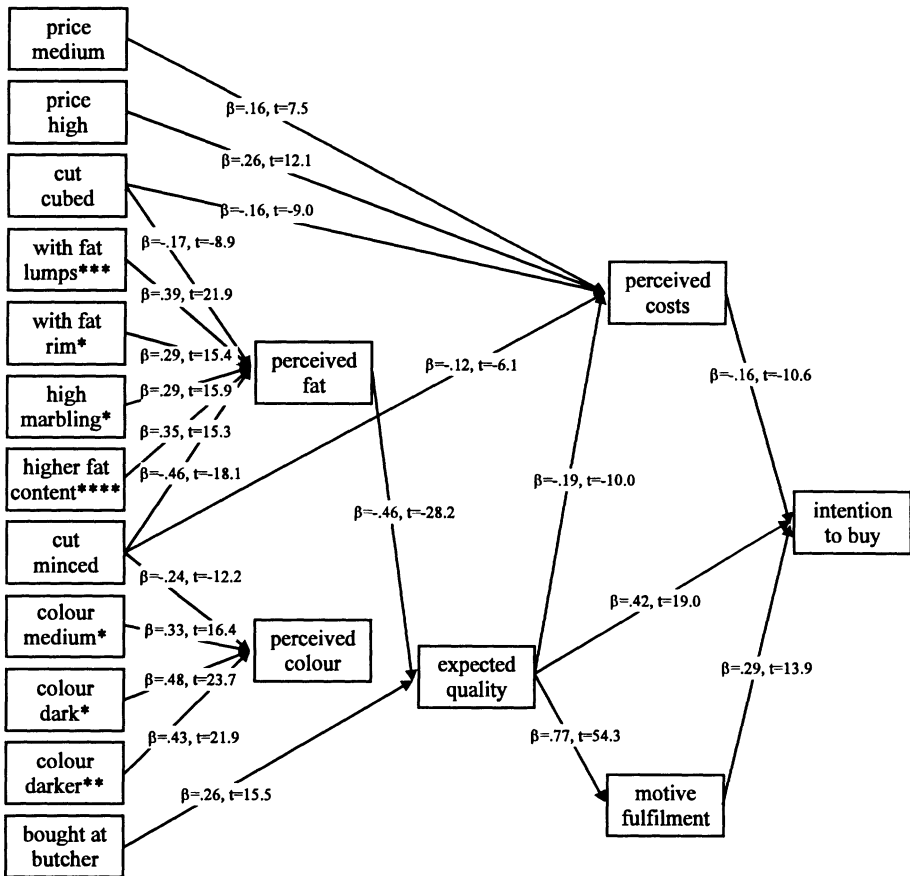 price
medium
price
high
cut
cubed
with fat
lumps***
with fat
rim*
high
marbling*
higher fat
content****
cut
minced
colour
medium*
colour
dark*
colour
darker**
bought at
butcher
β=.16, t=7.5
β=.26, t=12.1
β=-.16, t=-9.0
β=-.17, t=-8.9
β=.39, t=21.9
β=.29, t=15.4
β=.29, t=15.9
β=.35, t=15.3
β=-.46, t=-18.1
β=-.24, t=-12.2
β=.33, t=16.4
β=.48, t=23.7
β=.43, t=21.9
β=.26, t=15.5
perceived
fat
perceived
colour
β=-.12, t=-6.1
β=-.46, t=-28.2
expected
quality
β=-.19, t=-10.0
β=.42, t=19.0
β=.77, t=54.3
perceived
costs
motive
fulfilment
β=-.16, t=-10.6
β=.29, t=13.9
intention
to buy